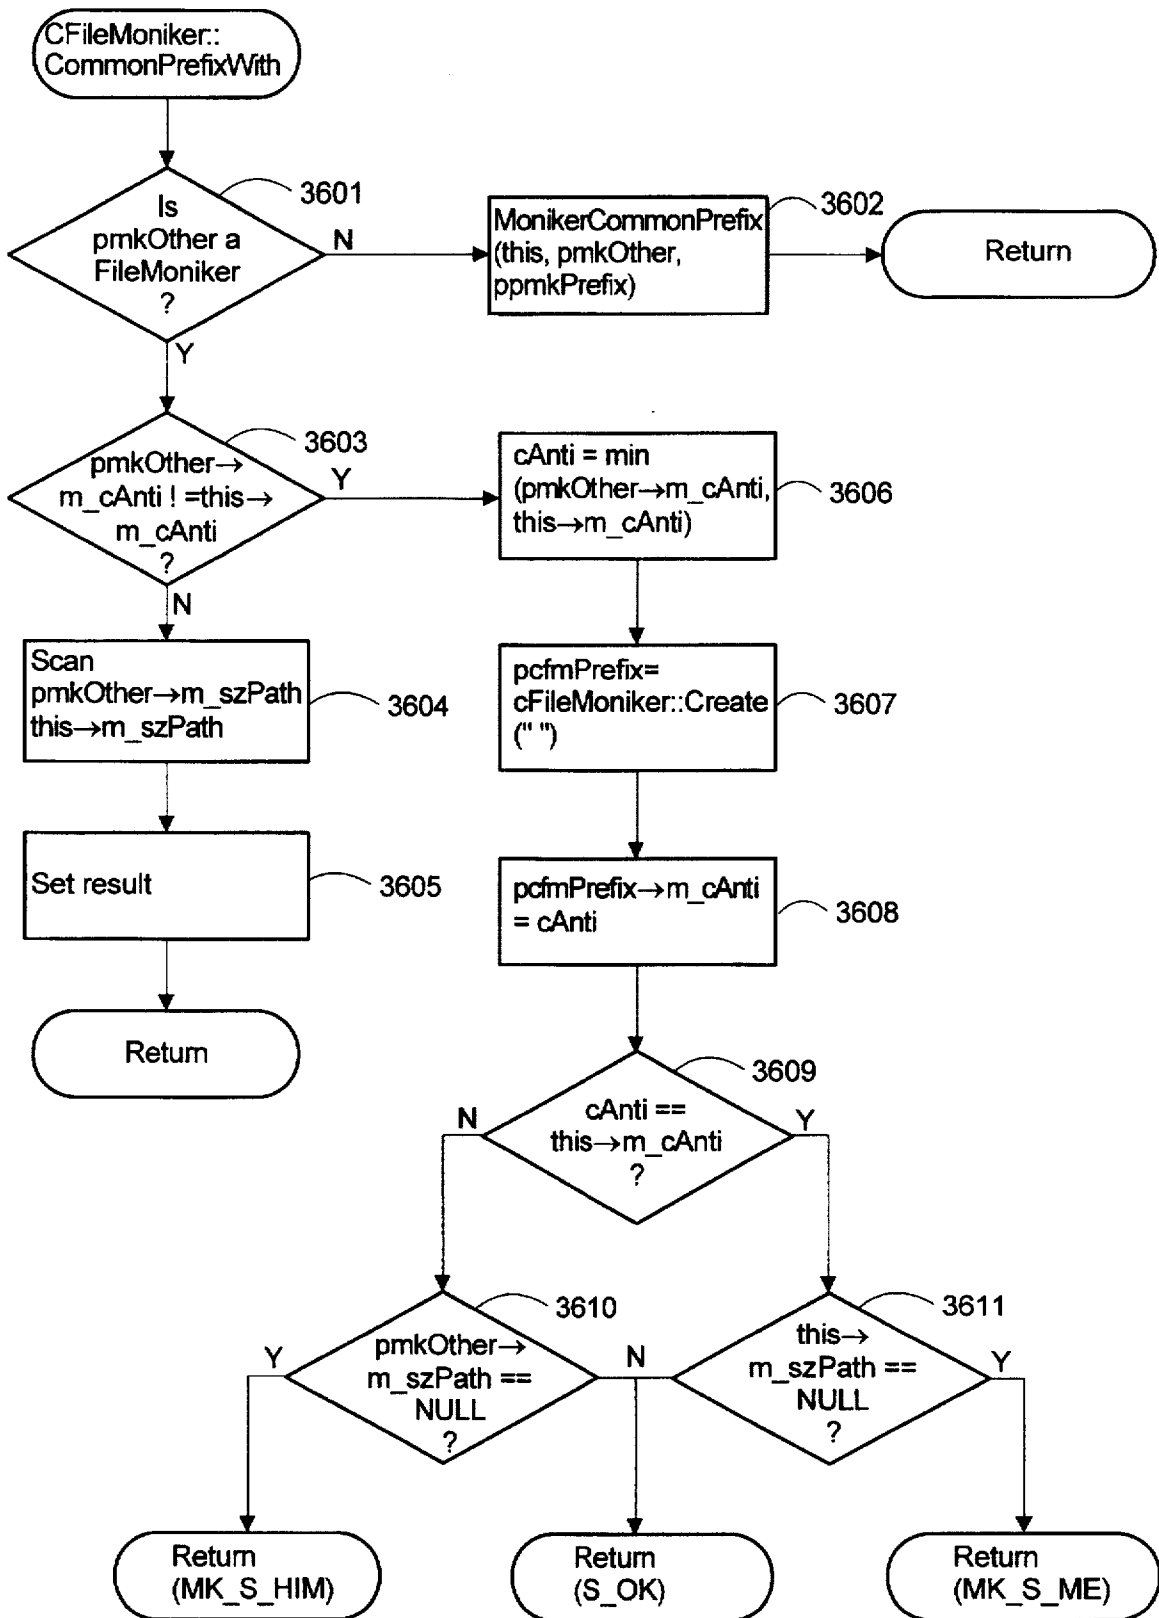 CFileMoniker::
CommonPrefixWith
3601
Is
pmkOther a
FileMoniker
?
N
Y
MonikerCommonPrefix
(this, pmkOther,
ppmkPrefix)
3602
Return
3603
pmkOther→
m_cAnti ! =this→
m_cAnti
?
Y
N
cAnti = min
(pmkOther→m_cAnti,
this→m_cAnti)
3606
Scan
pmkOther→m_szPath
this→m_szPath
3604
pcfmPrefix=
cFileMoniker::Create
(" ")
3607
Set result
3605
pcfmPrefix→m_cAnti
= cAnti
3608
Return
3609
N
cAnti ==
this→m_cAnti
?
Y
3610
Y
pmkOther→
m_szPath ==
NULL
?
N
3611
this→
m_szPath ==
NULL
?
Y
Return
(MK_S_HIM)
Return
(S_OK)
Return
(MK_S_ME)